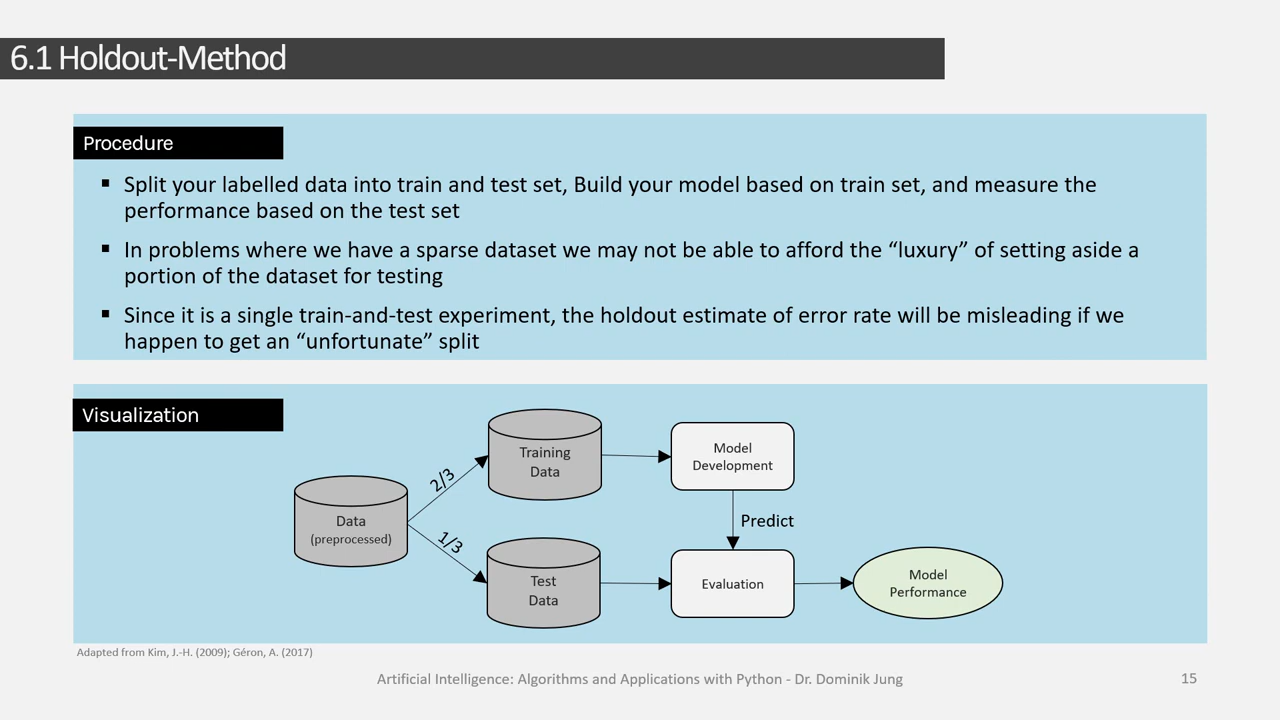 6.1 Holdout-Method
Procedure
▪ Split your labelled data into train and test set, Build your model based on train set, and measure the
performance based on the test set
▪ In problems where we have a sparse dataset we may not be able to afford the “luxury” of setting aside a
portion of the dataset for testing
▪ Since it is a single train-and-test experiment, the holdout estimate of error rate will be misleading if we
happen to get an “unfortunate” split
Visualization
Data
(preprocessed)
2/3
1/3
Training
Data
Test
Data
Model
Development
Predict
Evaluation
Model
Performance
Adapted from Kim, J.-H. (2009); Géron, A. (2017)
Artificial Intelligence: Algorithms and Applications with Python - Dr. Dominik Jung
15